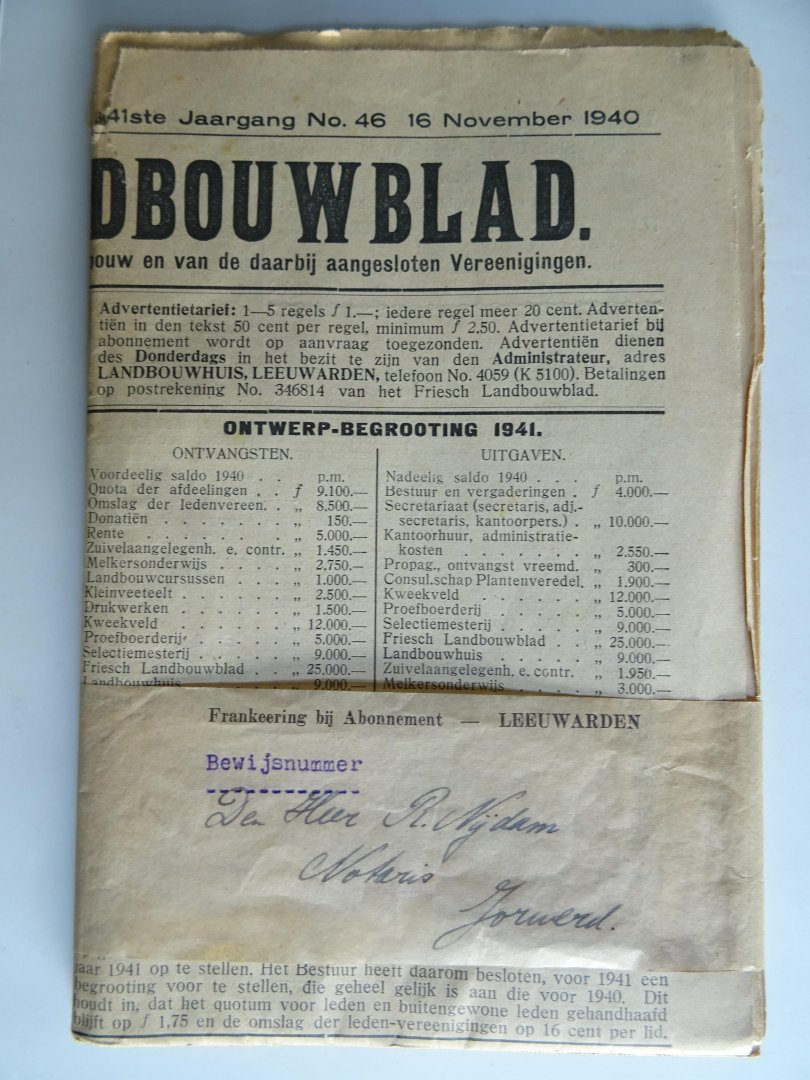 41ste Jaargang No. 46 16 November 1940
DBOUWBLAD.
ouw en van de daarbij aangesloten Vereenigingen.
Advertentietarief: 1—5 regels f 1.—; iedere regel meer 20 cent. Adverten-
tiën in den tekst 50 cent per regel, minimum f 2.50. Advertentietarief bij
abonnement wordt op aanvraag toegezonden. Advertentiën dienen
des Donderdags in het bezit te zijn van den Administrateur, adres
LANDBOUWHUIS, LEEUWARDEN, telefoon No. 4059 (K 5100). Betalingen
op postrekening No. 346814 van het Friesch Landbouwblad.
ONTWERP-BEGROOTING 1941.
ONTVANGSTEN.
Voordeelig saldo 1940 . . p.m.
Quota der afdeelingen . . f 9.100.—
Omslag der ledenvereen. . „ 8.500.—
Donatiën . . . . . . . „ 150.—
Rente . . . . . . . „ 5.000.—
Zuivelaangelegenh. e. contr. „ 1.450.—
Melkersonderwijs . . . . „ 2.750.—
Landbouwcursussen . . . „ 1.000.—
Kleinveeteelt . . . . . „ 2.500.—
Drukwerken . . . . . „ 1.500.—
Kweekveld . . . . . . „ 12.000.—
Proefboerderij . . . . . „ 5.000.—
Selectiemesterij . . . . . „ 9.000.—
Friesch Landbouwblad . . „ 25.000.—
Landbouwhuis 9.000.—
UITGAVEN.
Nadeelig saldo 1940 . . . p.m.
Bestuur en vergaderingen . f 4.000.—
Secretariaat (secretaris, adj.-
secretaris, kantoorpers.) . „ 10.000.—
Kantoorhuur, administratie-
kosten . . . . . . . „ 2.550.—
Propag., ontvangst vreemd. „ 300.—
Consul.schap Plantenveredel. „ 1.900.—
Kweekveld . . . . . . „ 12.000.—
Proefboerderij . . . . . „ 5.000.—
Selectiemesterij . . . . . „ 9.000.—
Friesch Landbouwblad . . „ 25.000.—
Landbouwhuis . . . . . „ 9.000.—
Zuivelaangelegenh. e. contr. „ 1.950.—
Melkersonderwijs . . . . „ 3.000.—
Frankeering bij Abonnement — LEEUWARDEN
Bewijsnummer
Den Heer R. Nijdam
Notaris
Jorwerd.
jaar 1941 op te stellen. Het Bestuur heeft daarom besloten, voor 1941 een
begrooting voor te stellen, die geheel gelijk is aan die voor 1940. Dit
houdt in, dat het quotum voor leden en buitengewone leden gehandhaafd
blijft op f 1.75 en de omslag der leden-vereenigingen op 16 cent per lid.